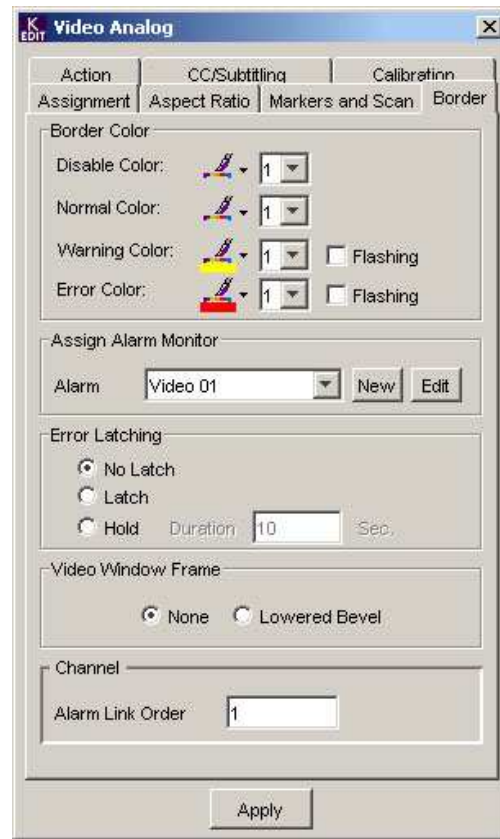 K EDIT Video Analog
Action CC/Subtitling Calibration
Assignment Aspect Ratio Markers and Scan Border
Border Color
Disable Color: 1
Normal Color: 1
Warning Color: 1 Flashing
Error Color: 1 Flashing
Assign Alarm Monitor
Alarm Video 01 New Edit
Error Latching
No Latch
Latch
Hold Duration 10 Sec.
Video Window Frame
None Lowered Bevel
Channel
Alarm Link Order 1
Apply